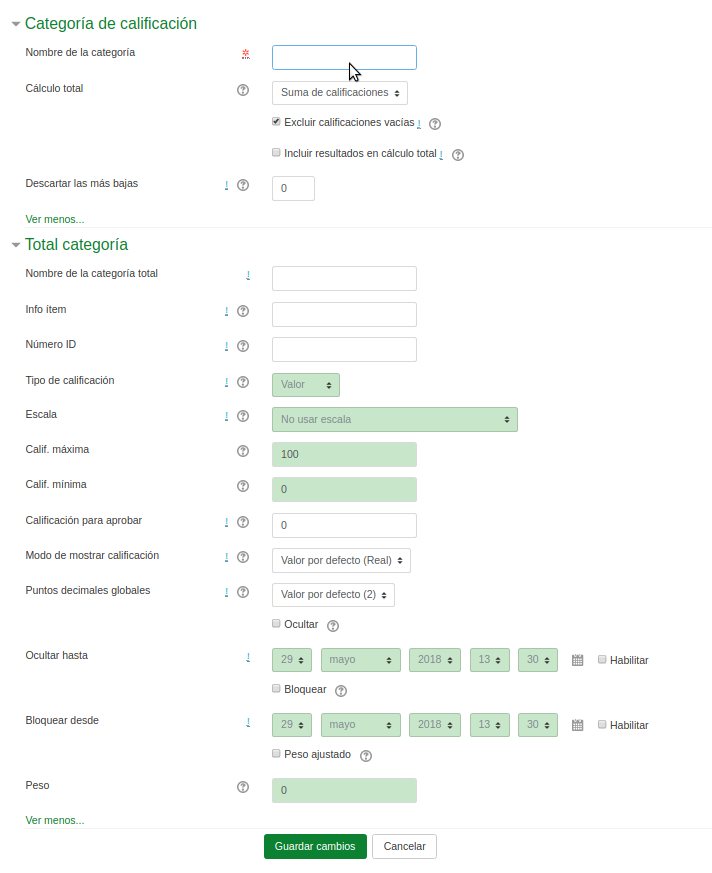 Categoría de calificación
Nombre de la categoría
Cálculo total Suma de calificaciones
Excluir calificaciones vacías !
Incluir resultados en cálculo total !
Descartar las más bajas ! 0
Ver menos...
Total categoría
Nombre de la categoría total !
Info ítem !
Número ID !
Tipo de calificación ! Valor
Escala ! No usar escala
Calif. máxima 100
Calif. mínima 0
Calificación para aprobar ! 0
Modo de mostrar calificación ! Valor por defecto (Real)
Puntos decimales globales ! Valor por defecto (2)
Ocultar
Ocultar hasta ! 29 mayo 2018 13 30 Habilitar
Bloquear
Bloquear desde ! 29 mayo 2018 13 30 Habilitar
Peso ajustado
Peso 0
Ver menos...
Guardar cambios Cancelar